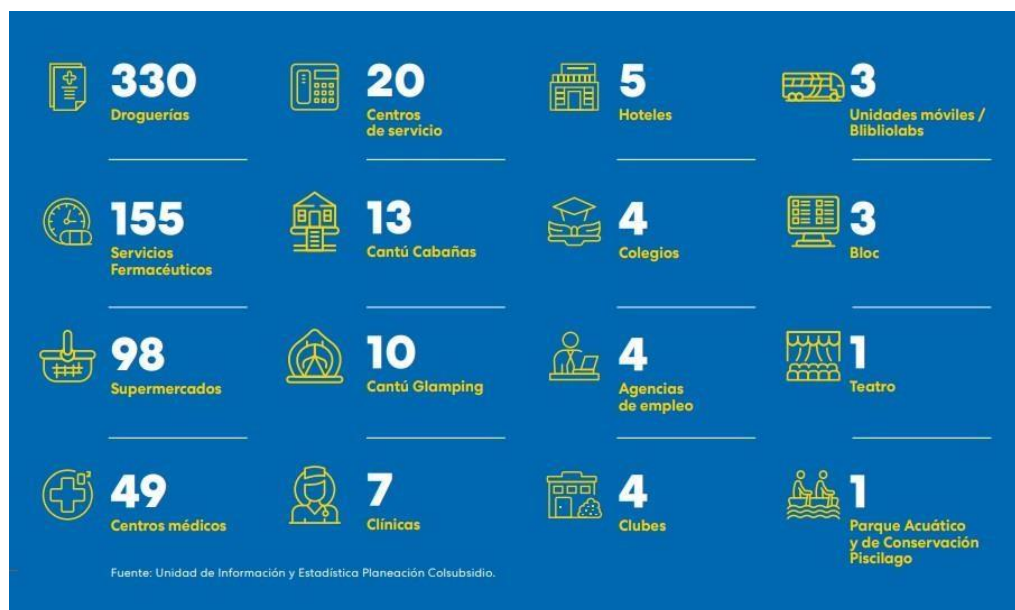 330
Droguerías
20
Centros
de servicio
5
Hoteles
3
Unidades móviles /
Blibliolabs
155
Servicios
Fermacéuticos
13
Cantú Cabañas
4
Colegios
3
Bloc
98
Supermercados
10
Cantú Glamping
4
Agencias
de empleo
1
Teatro
49
Centros médicos
7
Clínicas
4
Clubes
1
Parque Acuático
y de Conservación
Piscilago
Fuente: Unidad de Información y Estadística Planeación Colsubsidio.